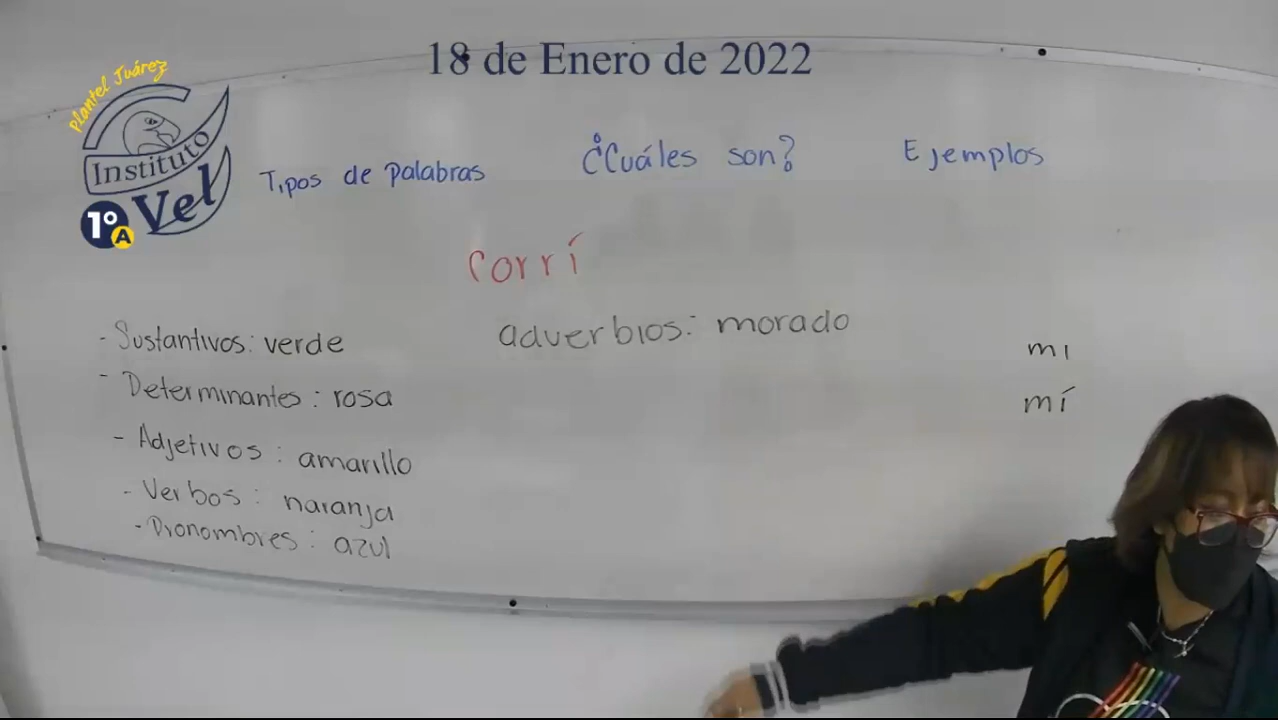 18 de Enero de 2022
Plantel Juárez
Instituto
Vel
1º
A
Tipos de Palabras
¿Cuáles son?
Ejemplos
Corrí
- Sustantivos: verde
- Determinantes: rosa
- Adjetivos: amarillo
- Verbos: naranja
- Pronombres: azul
adverbios: morado
mi
mí